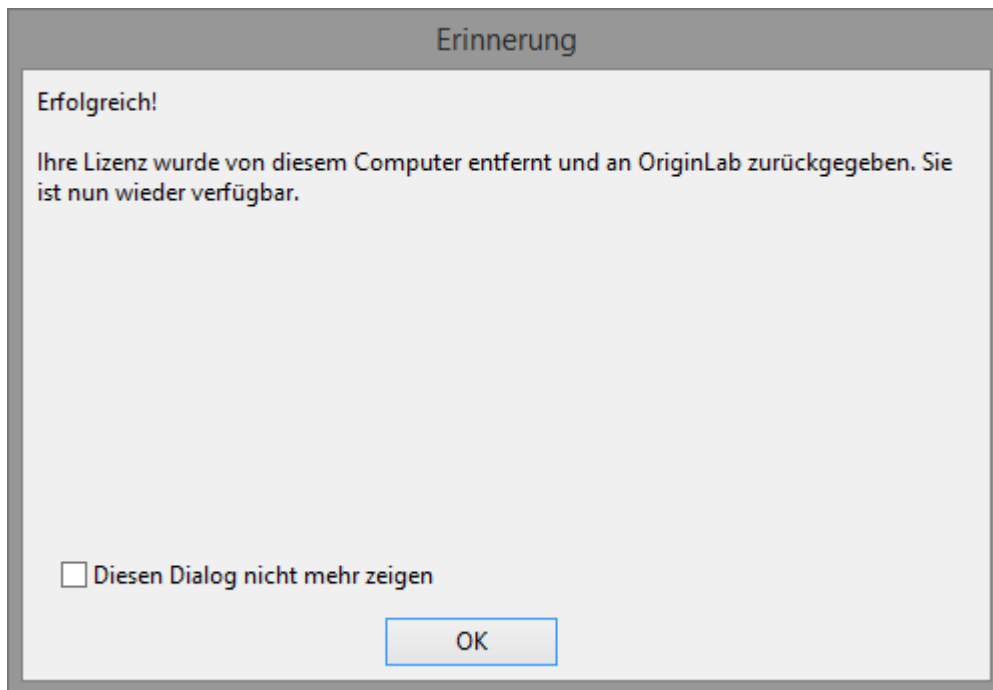 Erinnerung
Erfolgreich!
Ihre Lizenz wurde von diesem Computer entfernt und an OriginLab zurückgegeben. Sie
ist nun wieder verfügbar.
Diesen Dialog nicht mehr zeigen
OK